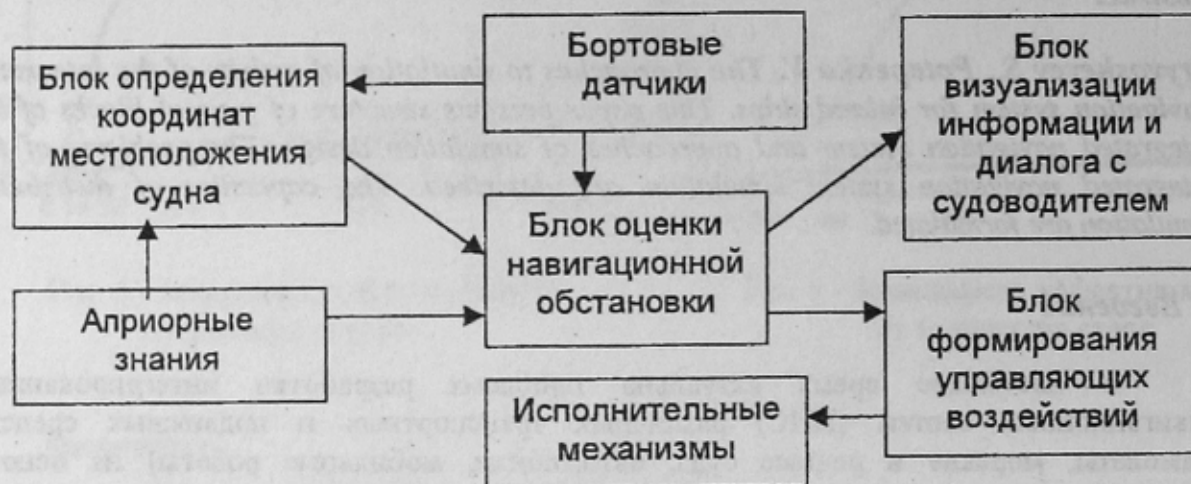 Блок определения
координат
местоположения
судна
Бортовые
датчики
Блок
визуализации
информации и
диалога с
судоводителем
Априорные
знания
Блок оценки
навигационной
обстановки
Блок
формирования
управляющих
воздействий
Исполнительные
механизмы